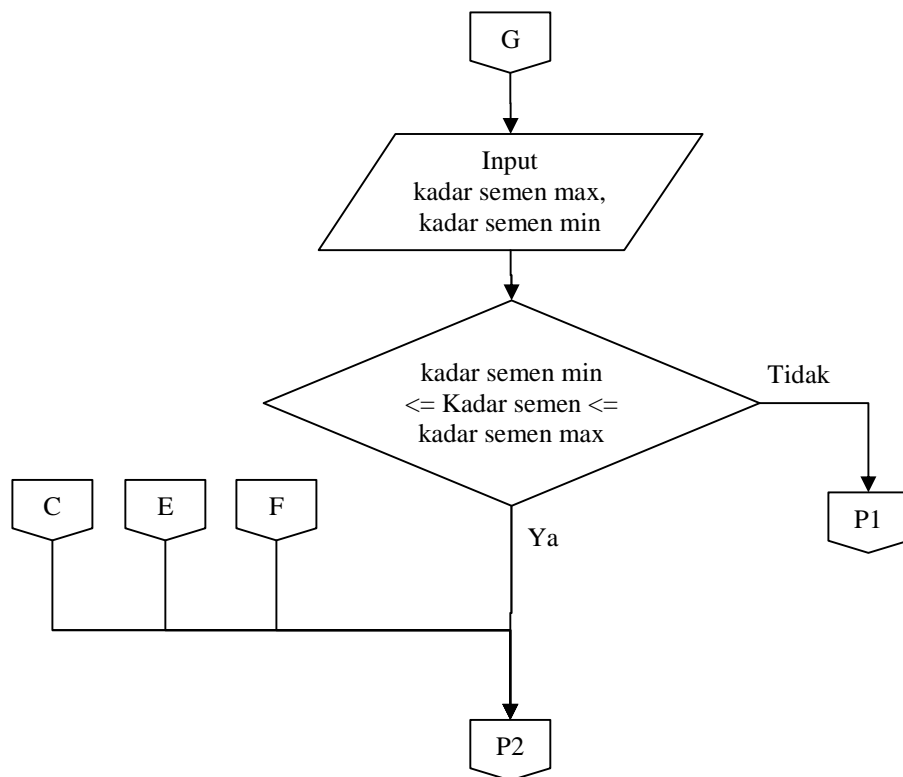 G
Input
kadar semen max,
kadar semen min
kadar semen min
<= Kadar semen <=
kadar semen max
Tidak
C
E
F
P1
Ya
P2